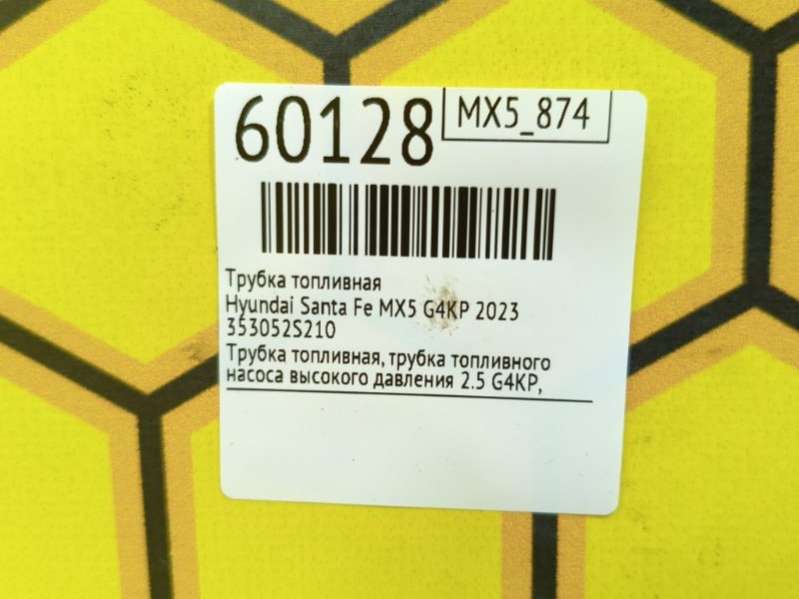 60128
MX5_874
Трубка топливная
Hyundai Santa Fe MX5 G4KP 2023
353052S210
Трубка топливная, трубка топливного
насоса высокого давления 2.5 G4KP,